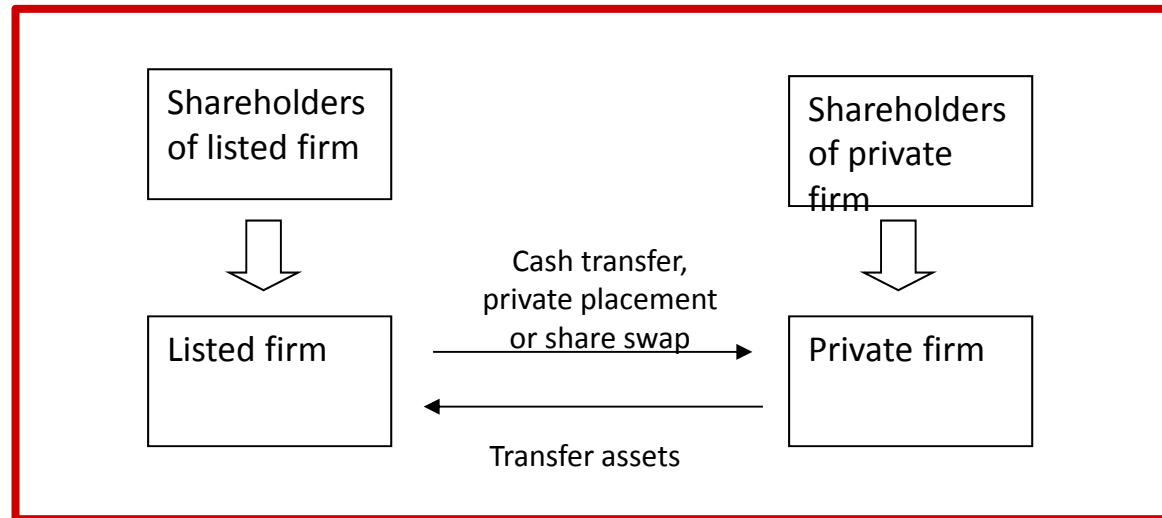 Shareholders
of listed firm
Shareholders
of private
firm
Cash transfer,
private placement
or share swap
Listed firm
Private firm
Transfer assets